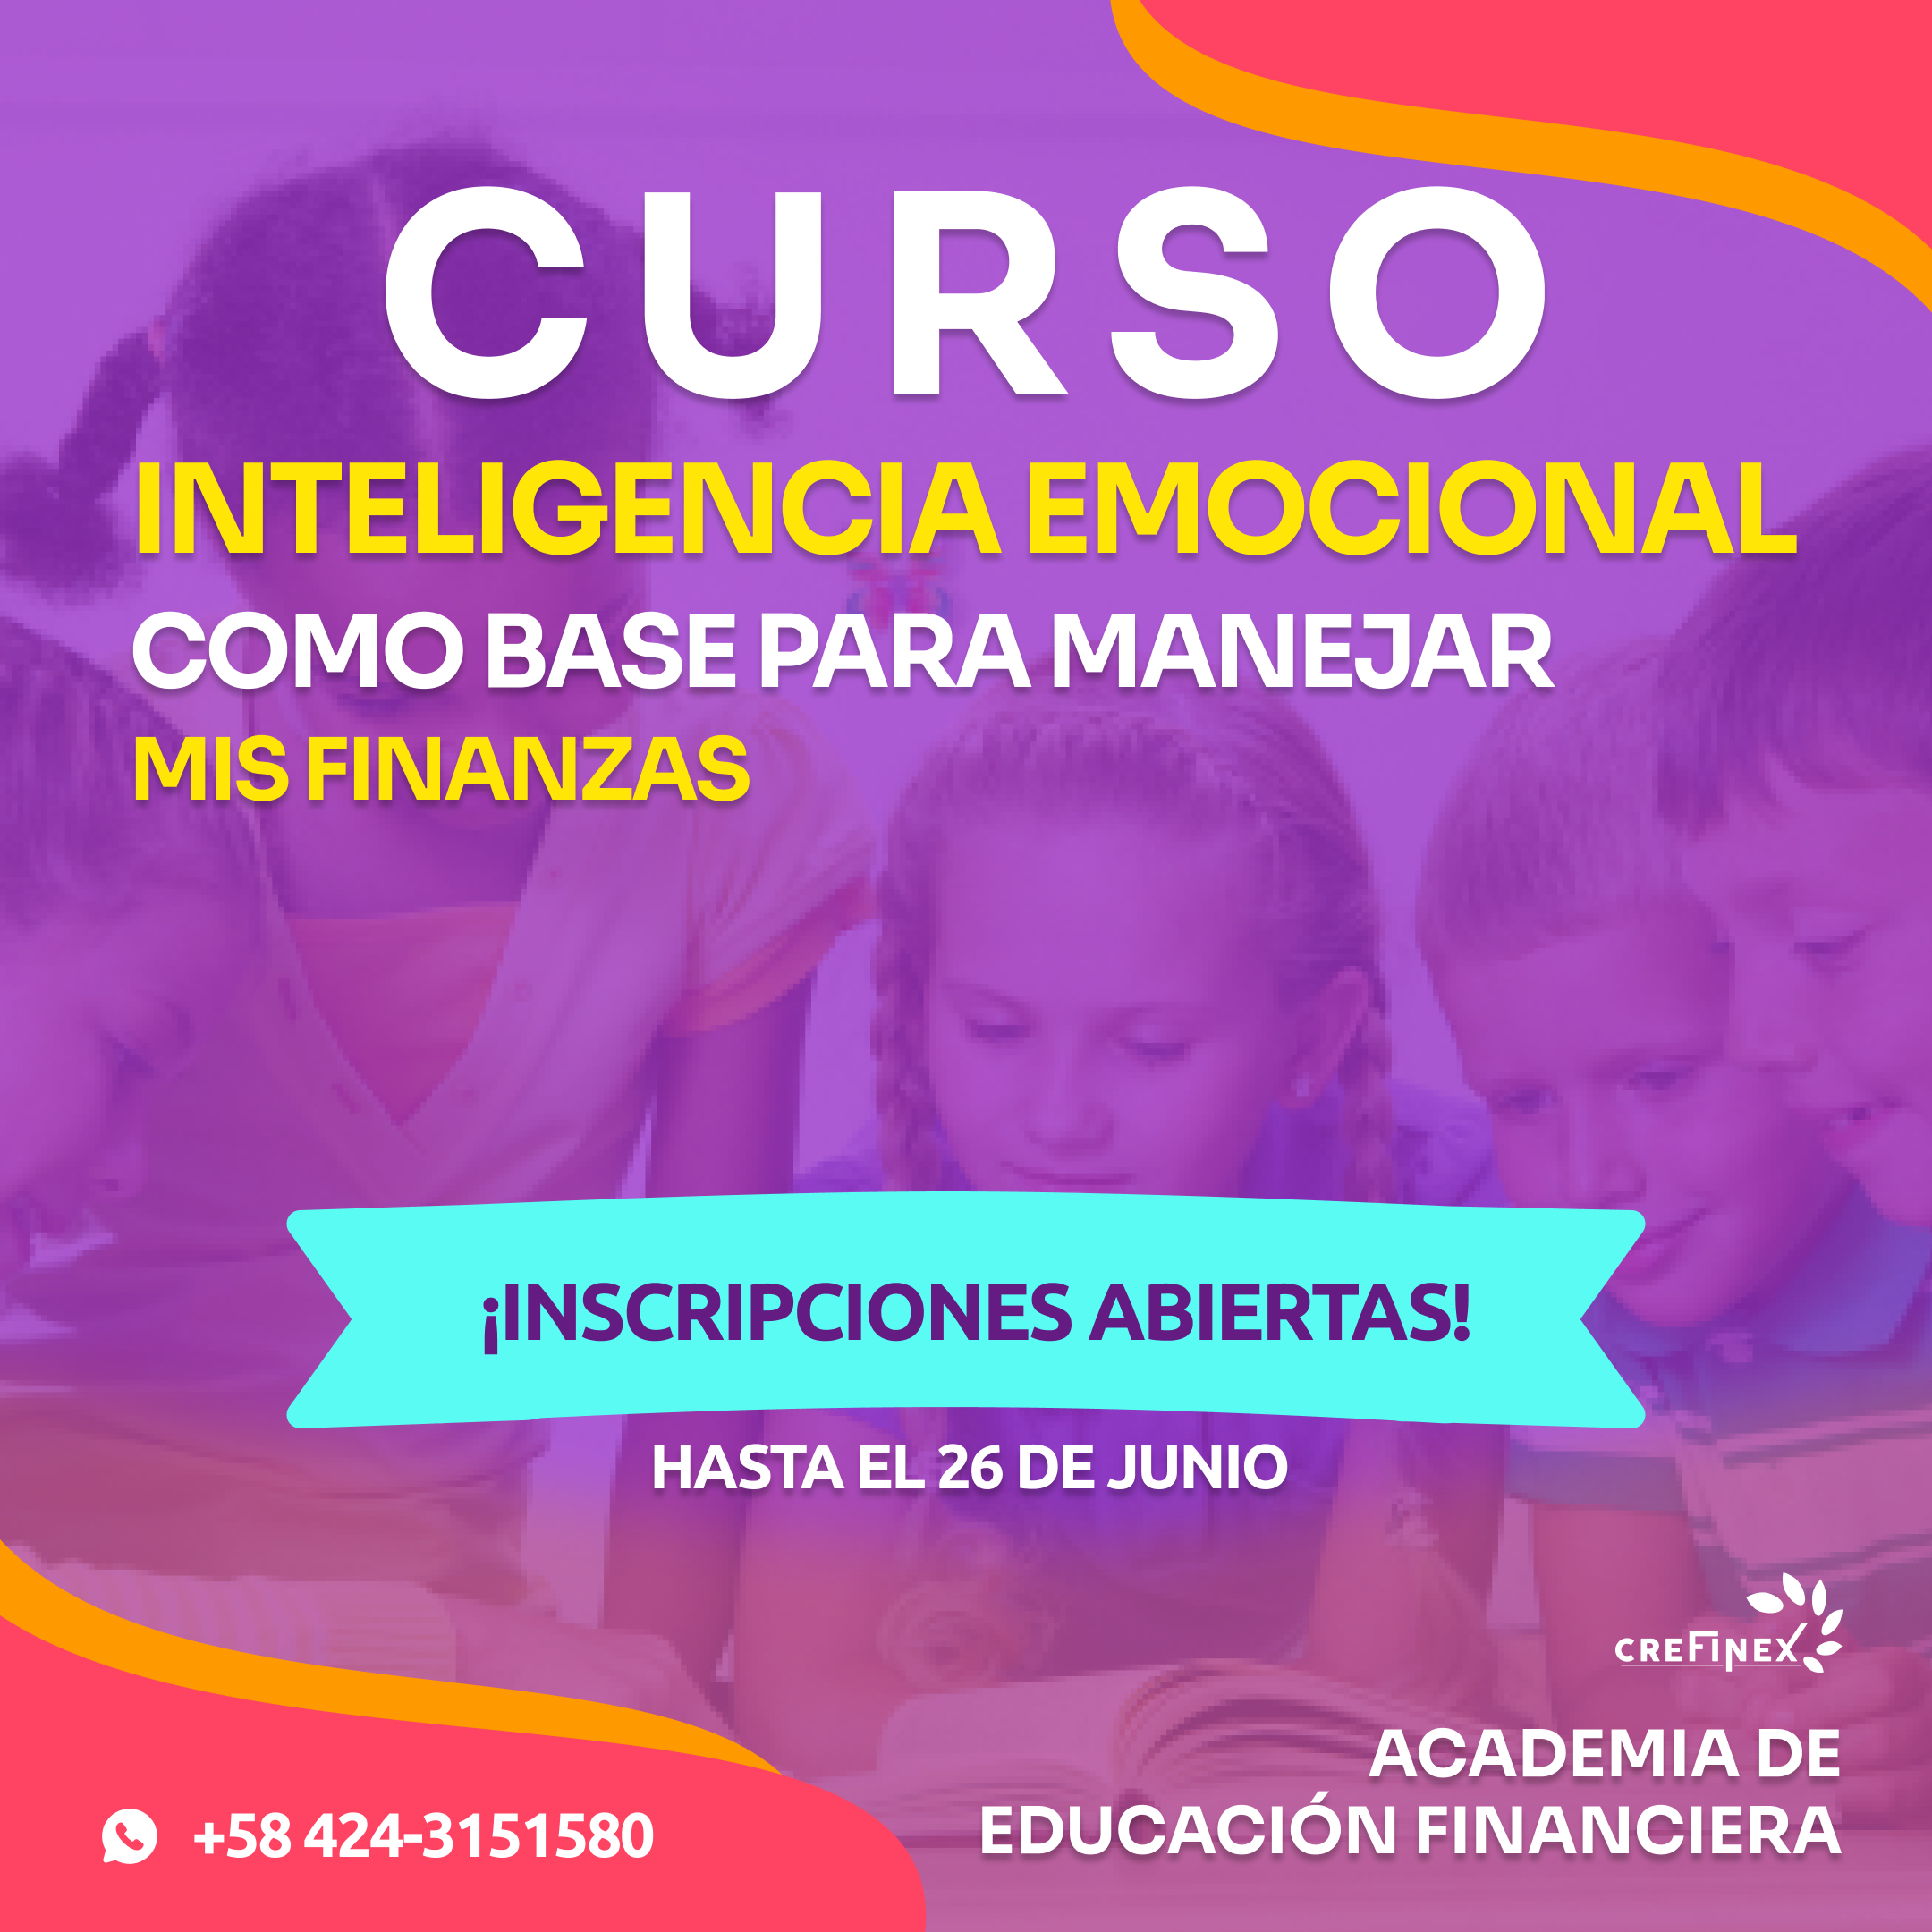 CURSO
INTELIGENCIA EMOCIONAL
COMO BASE PARA MANEJAR
MIS FINANZAS
¡INSCRIPCIONES ABIERTAS!
HASTA EL 26 DE JUNIO
CREFINEX
ACADEMIA DE
EDUCACIÓN FINANCIERA
+58 424-3151580